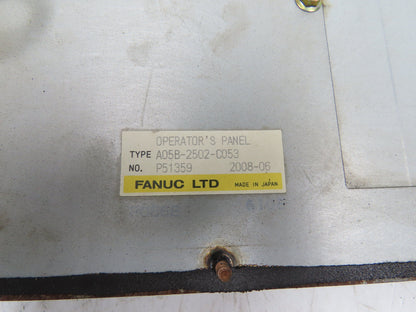 OPERATOR'S PANEL
TYPE A05B-2502-C053
NO. P51359 2008-06
FANUC LTD MADE IN JAPAN